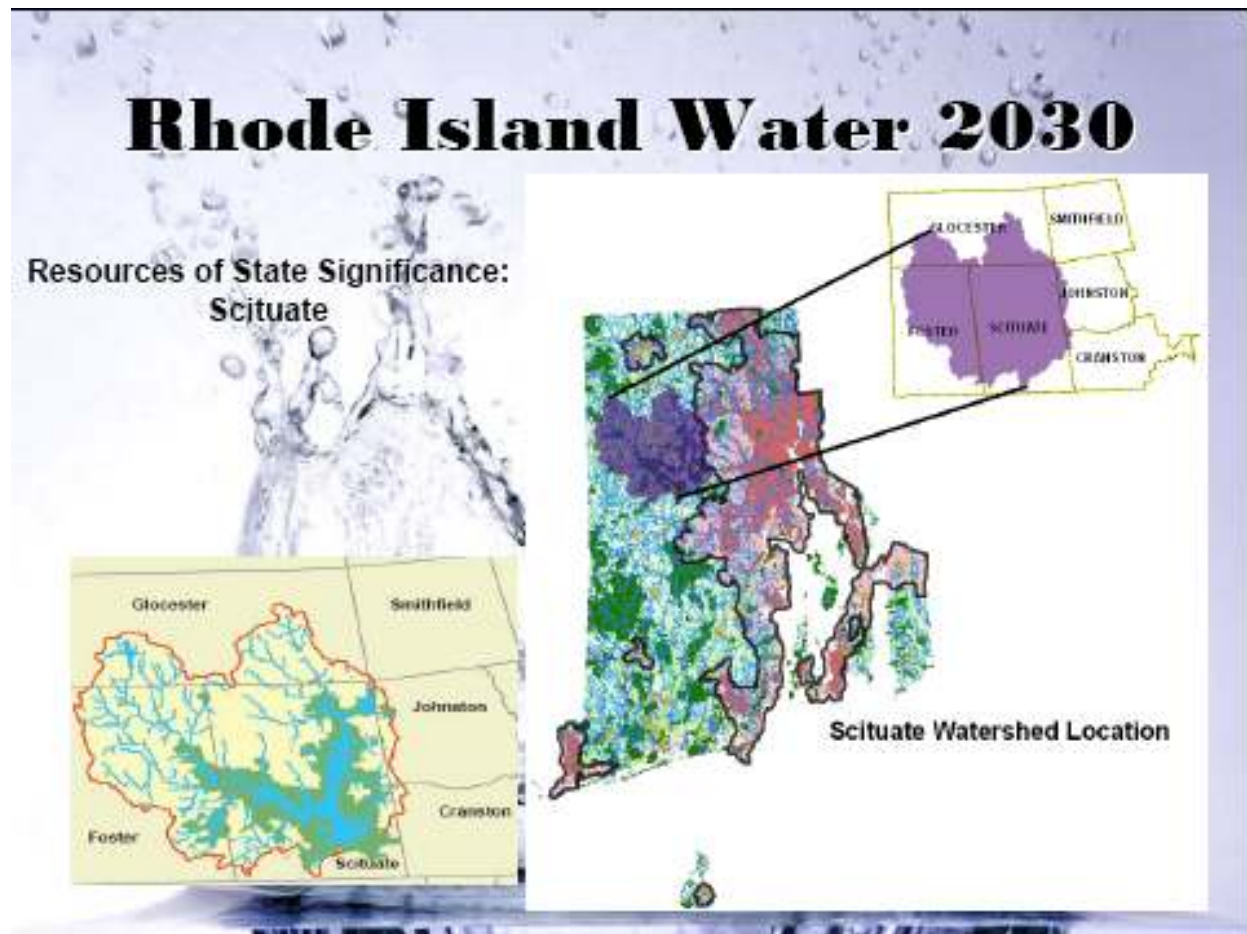 Rhode Island Water 2030
Resources of State Significance:
Scituate
GLOCESTER
SMITHFIELD
JOHNSTON
FOSTER
SCITUATE
CRANSTON
Scituate Watershed Location
Glocester
Smithfield
Johnston
Cranston
Foster
Scituate